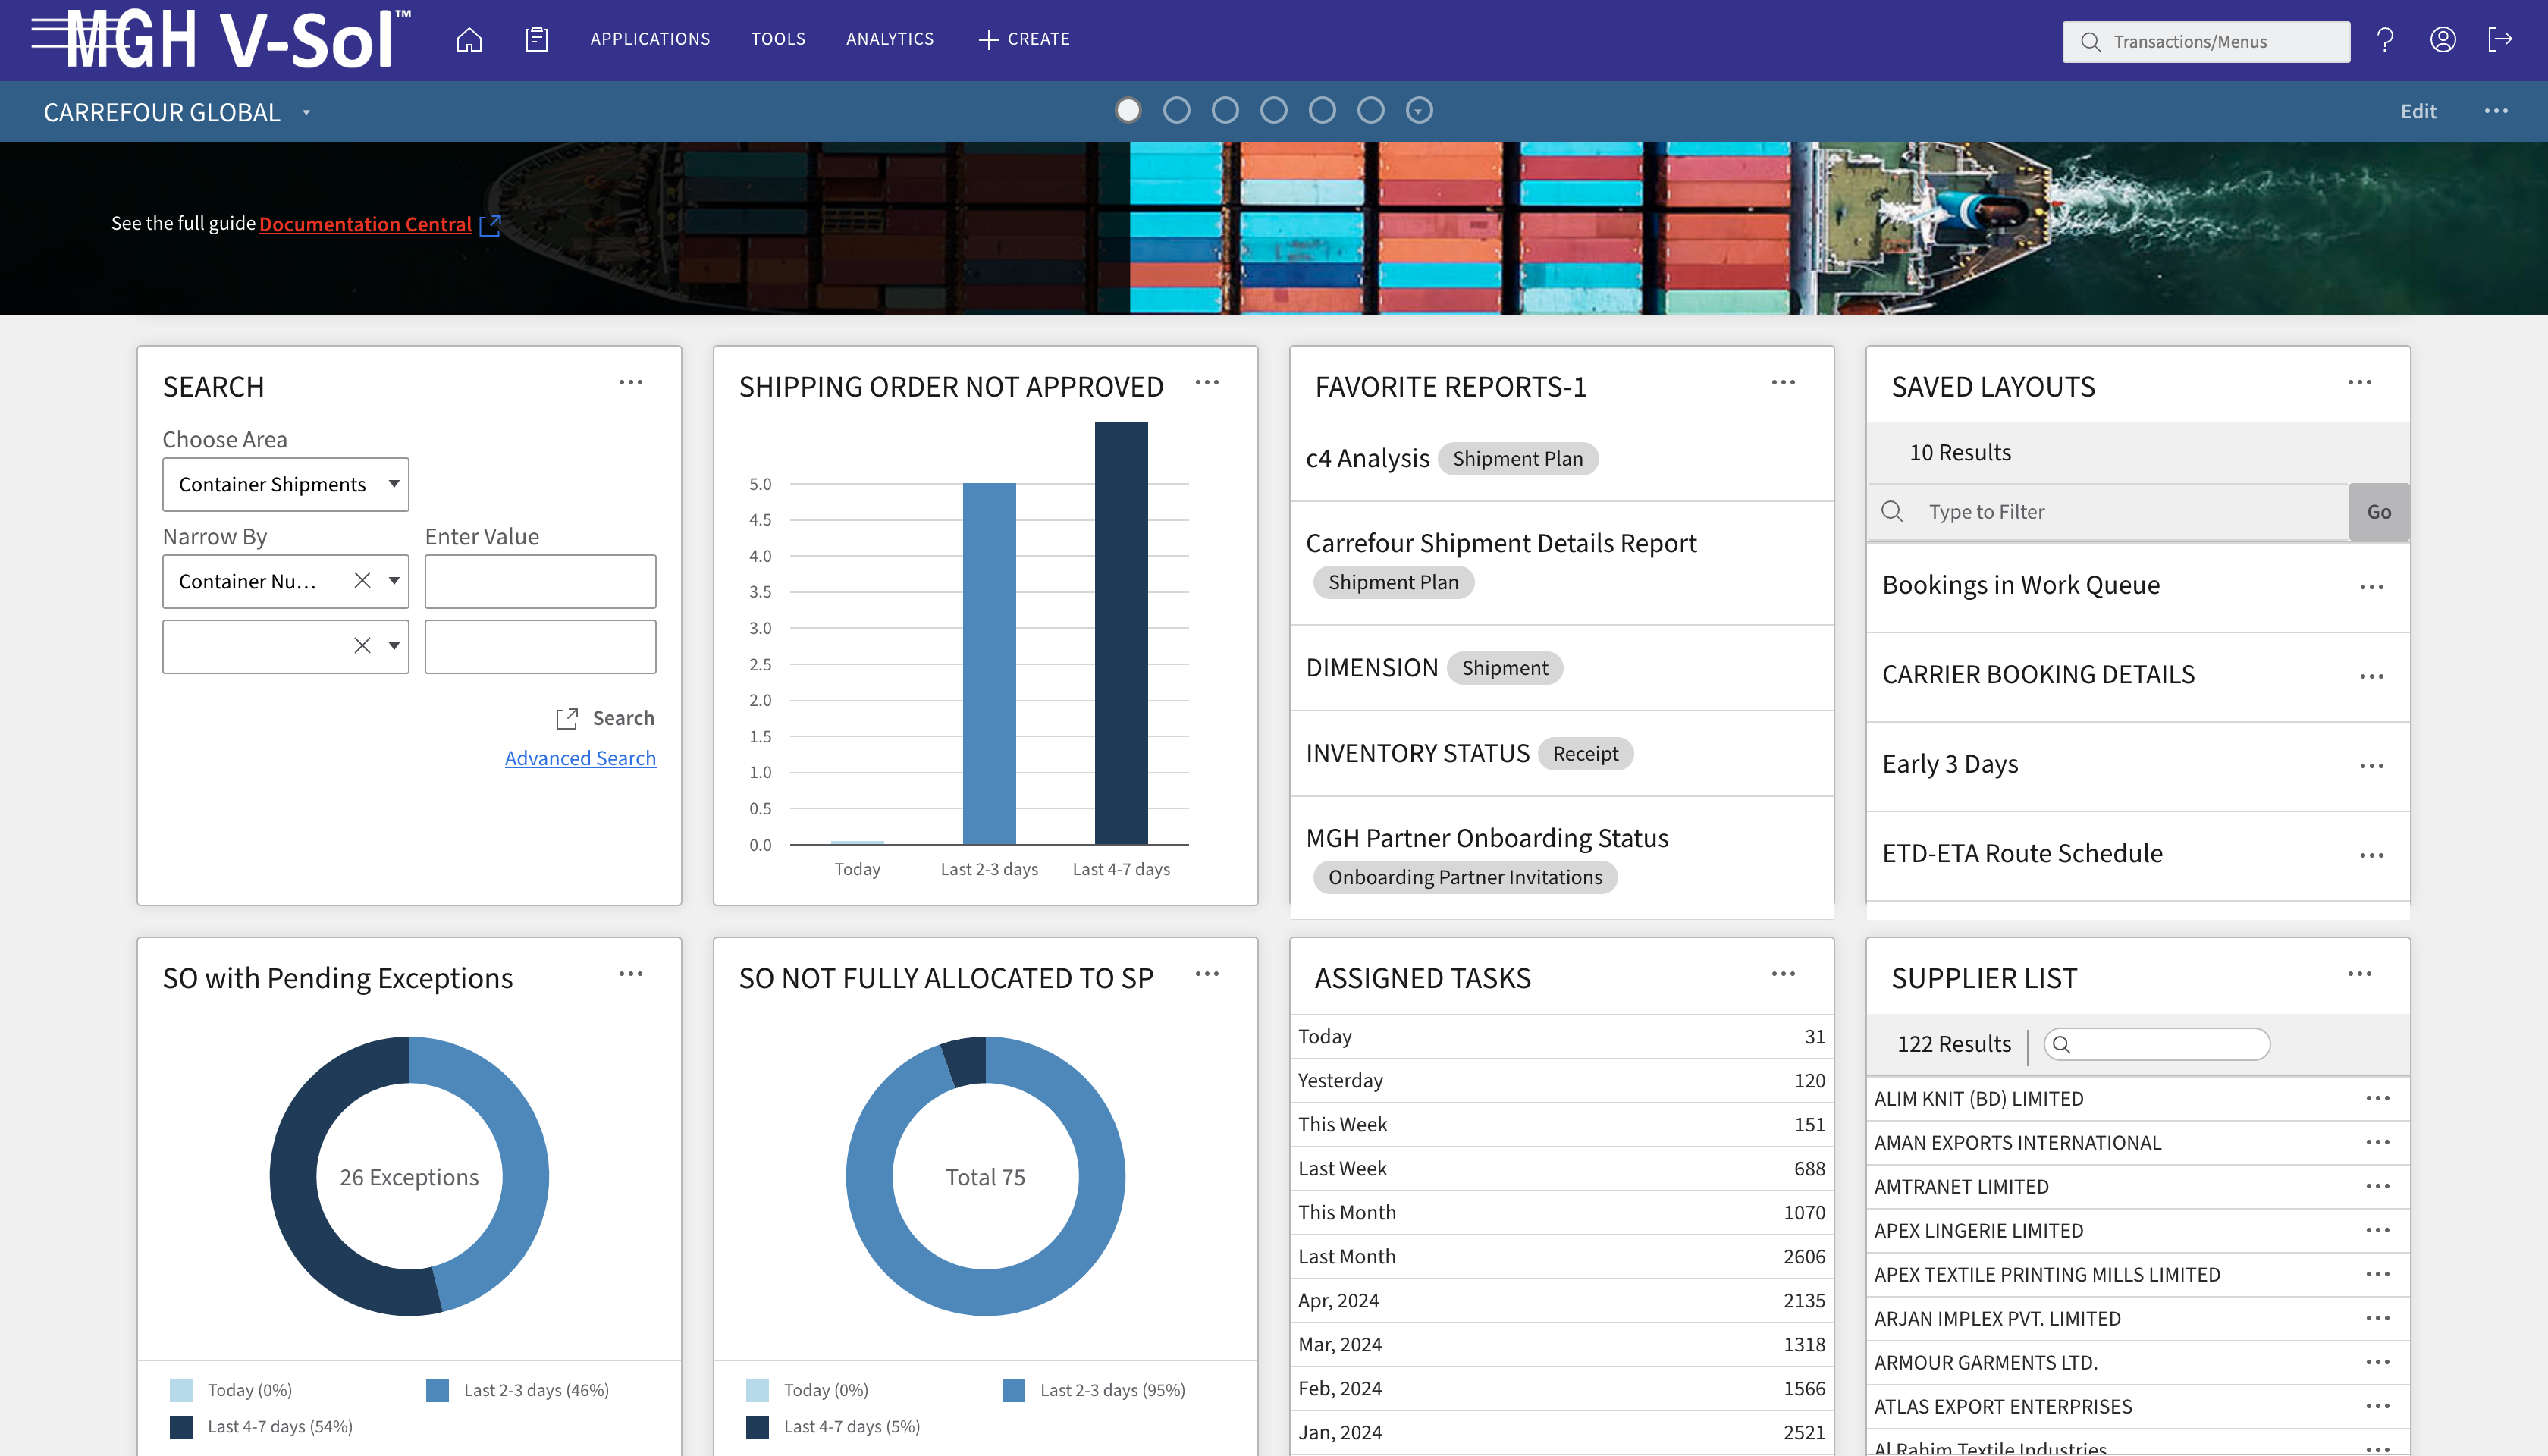 MGH V-Sol™
APPLICATIONS
TOOLS
ANALYTICS
CREATE
Transactions/Menus
?
CARREFOUR GLOBAL
Edit
See the full guide Documentation Central
SEARCH
Choose Area
Container Shipments
Narrow By
Enter Value
Container Nu...
Search
Advanced Search
SHIPPING ORDER NOT APPROVED
5.0
4.5
4.0
3.5
3.0
2.5
2.0
1.5
1.0
0.5
0.0
Today
Last 2-3 days
Last 4-7 days
FAVORITE REPORTS-1
c4 Analysis Shipment Plan
Carrefour Shipment Details Report
Shipment Plan
DIMENSION Shipment
INVENTORY STATUS Receipt
MGH Partner Onboarding Status
Onboarding Partner Invitations
SAVED LAYOUTS
10 Results
Type to Filter
Go
Bookings in Work Queue
CARRIER BOOKING DETAILS
Early 3 Days
ETD-ETA Route Schedule
SO with Pending Exceptions
26 Exceptions
Today (0%)
Last 2-3 days (46%)
Last 4-7 days (54%)
SO NOT FULLY ALLOCATED TO SP
Total 75
Today (0%)
Last 2-3 days (95%)
Last 4-7 days (5%)
ASSIGNED TASKS
Today 31
Yesterday 120
This Week 151
Last Week 688
This Month 1070
Last Month 2606
Apr, 2024 2135
Mar, 2024 1318
Feb, 2024 1566
Jan, 2024 2521
SUPPLIER LIST
122 Results
ALIM KNIT (BD) LIMITED
AMAN EXPORTS INTERNATIONAL
AMTRANET LIMITED
APEX LINGERIE LIMITED
APEX TEXTILE PRINTING MILLS LIMITED
ARJAN IMPLEX PVT. LIMITED
ARMOUR GARMENTS LTD.
ATLAS EXPORT ENTERPRISES
Al Rahim Textile Industries